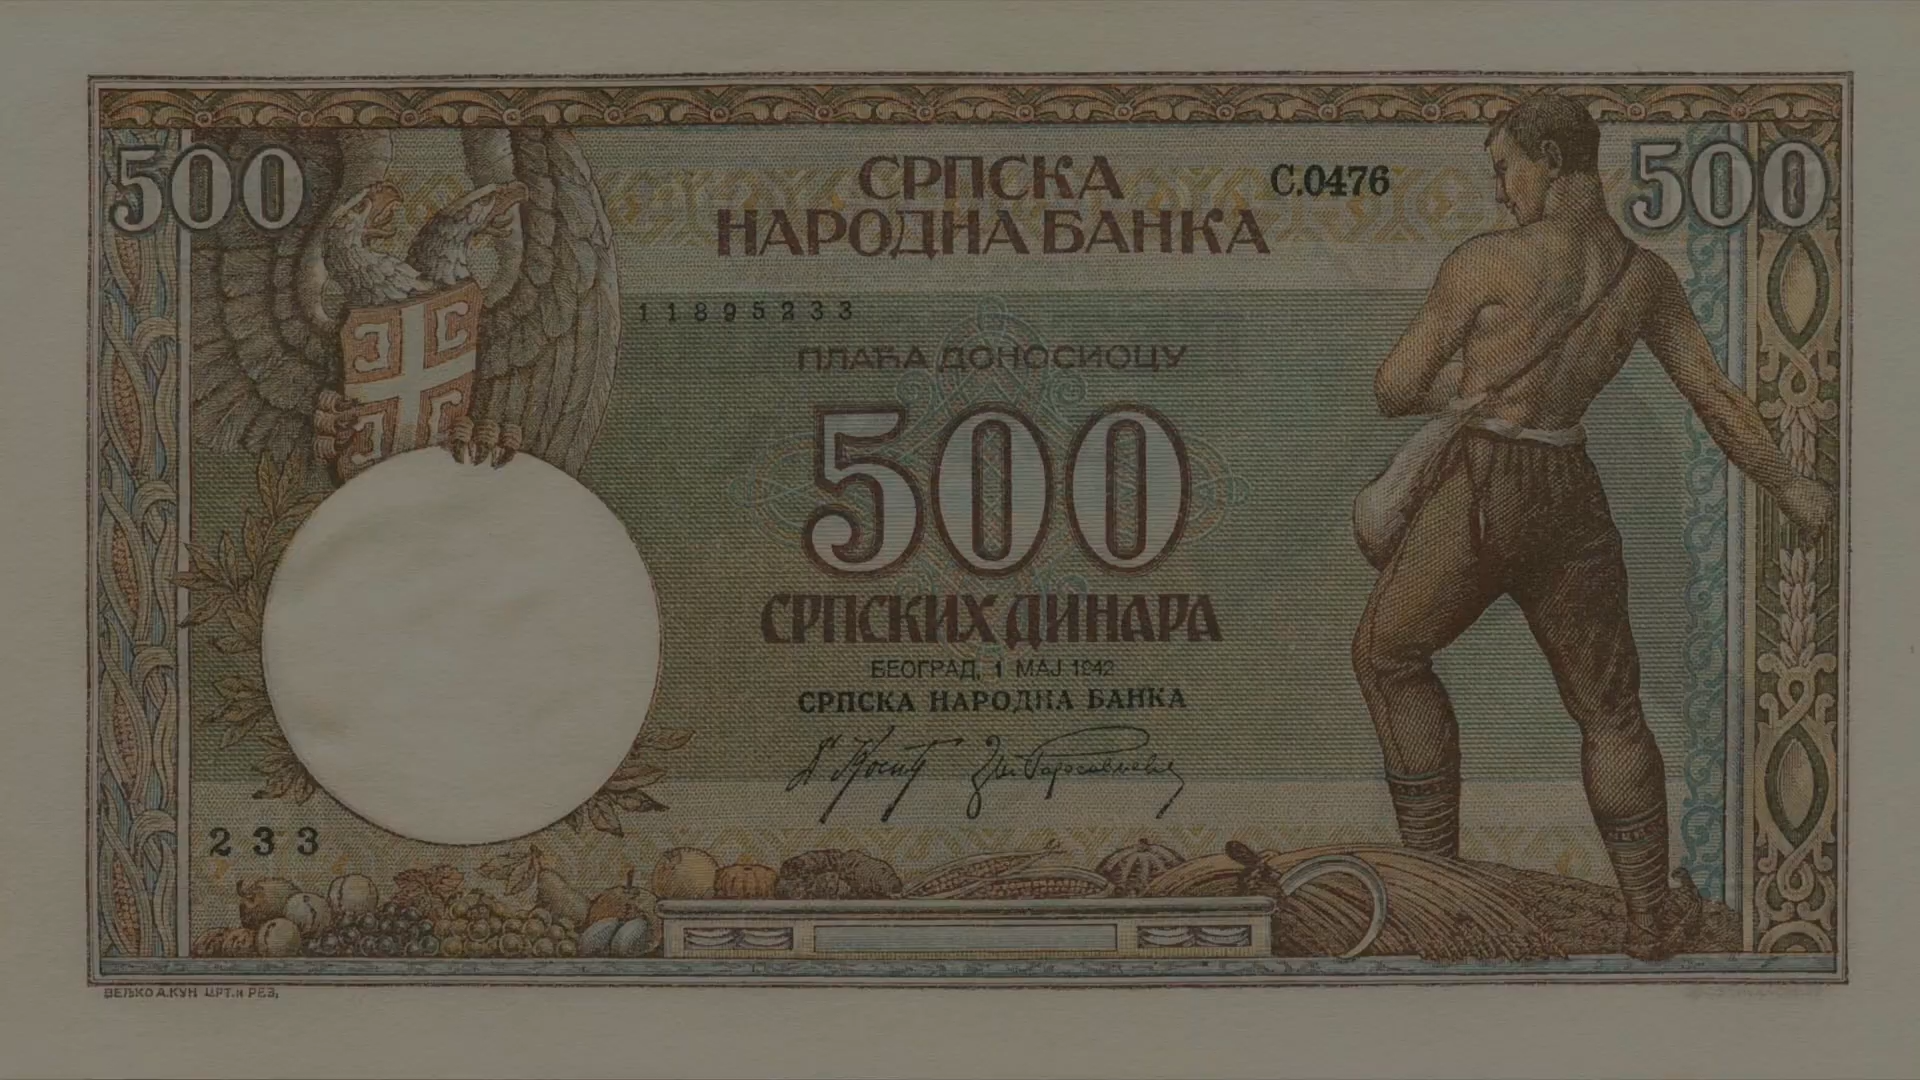 500
СРПСКА
НАРОДНА БАНКА
C.0476
500
11895233
ПЛАЋА ДОНОСИОЦУ
500
СРПСКИХ ДИНАРА
БЕОГРАД, 1 МАЈ 1942
СРПСКА НАРОДНА БАНКА
233
ВЕЉКО А.КУН ЦРТ.И РЕЗ.